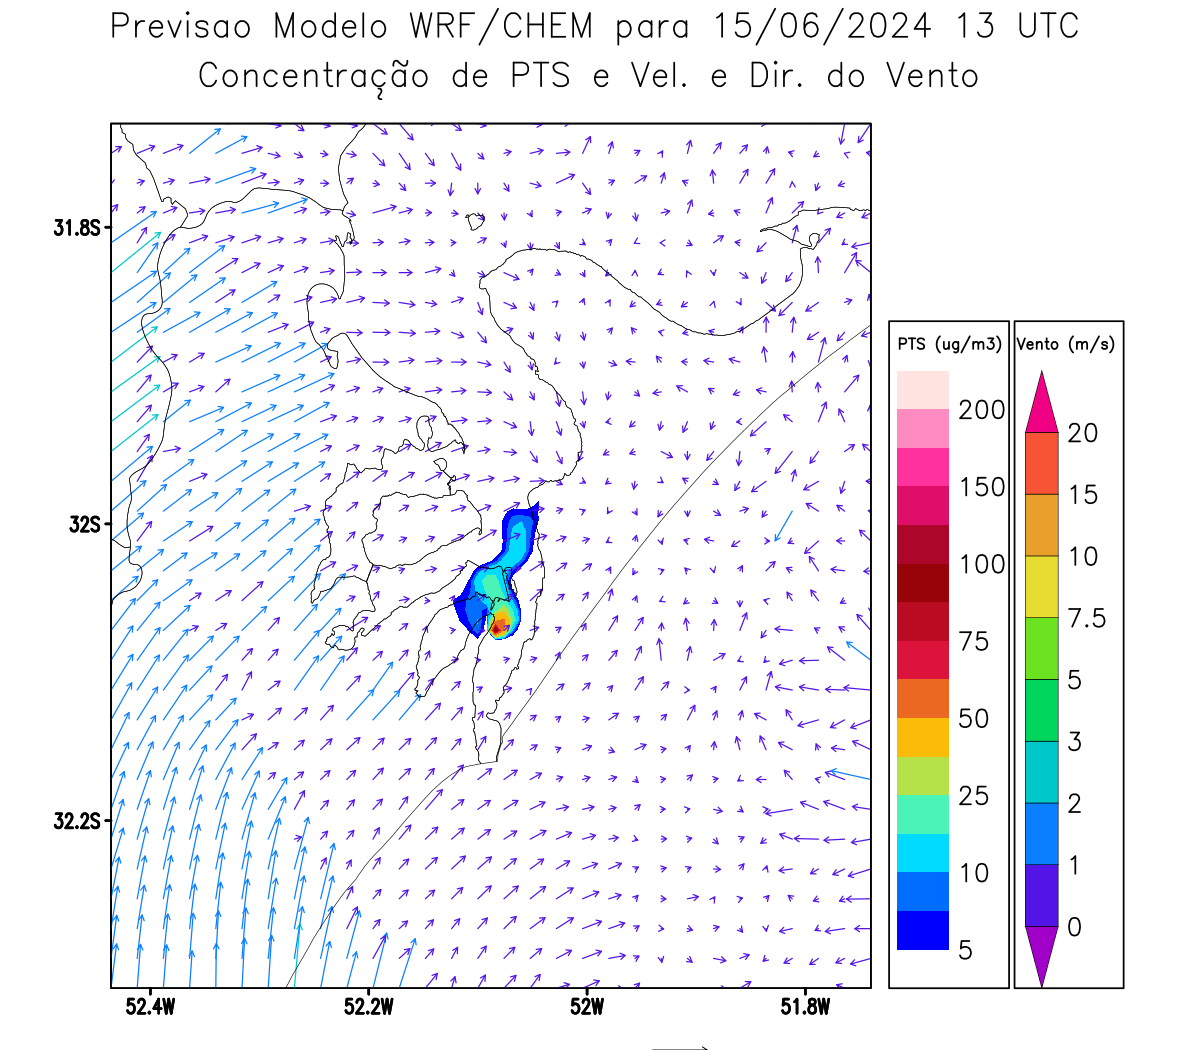 Previsao Modelo WRF/CHEM para 15/06/2024 13 UTC
Concentração de PTS e Vel. e Dir. do Vento
31.8S
32S
32.2S
52.4W
52.2W
52W
51.8W
PTS (ug/m3)
200
150
100
75
50
25
10
5
Vento (m/s)
20
15
10
7.5
5
3
2
1
0